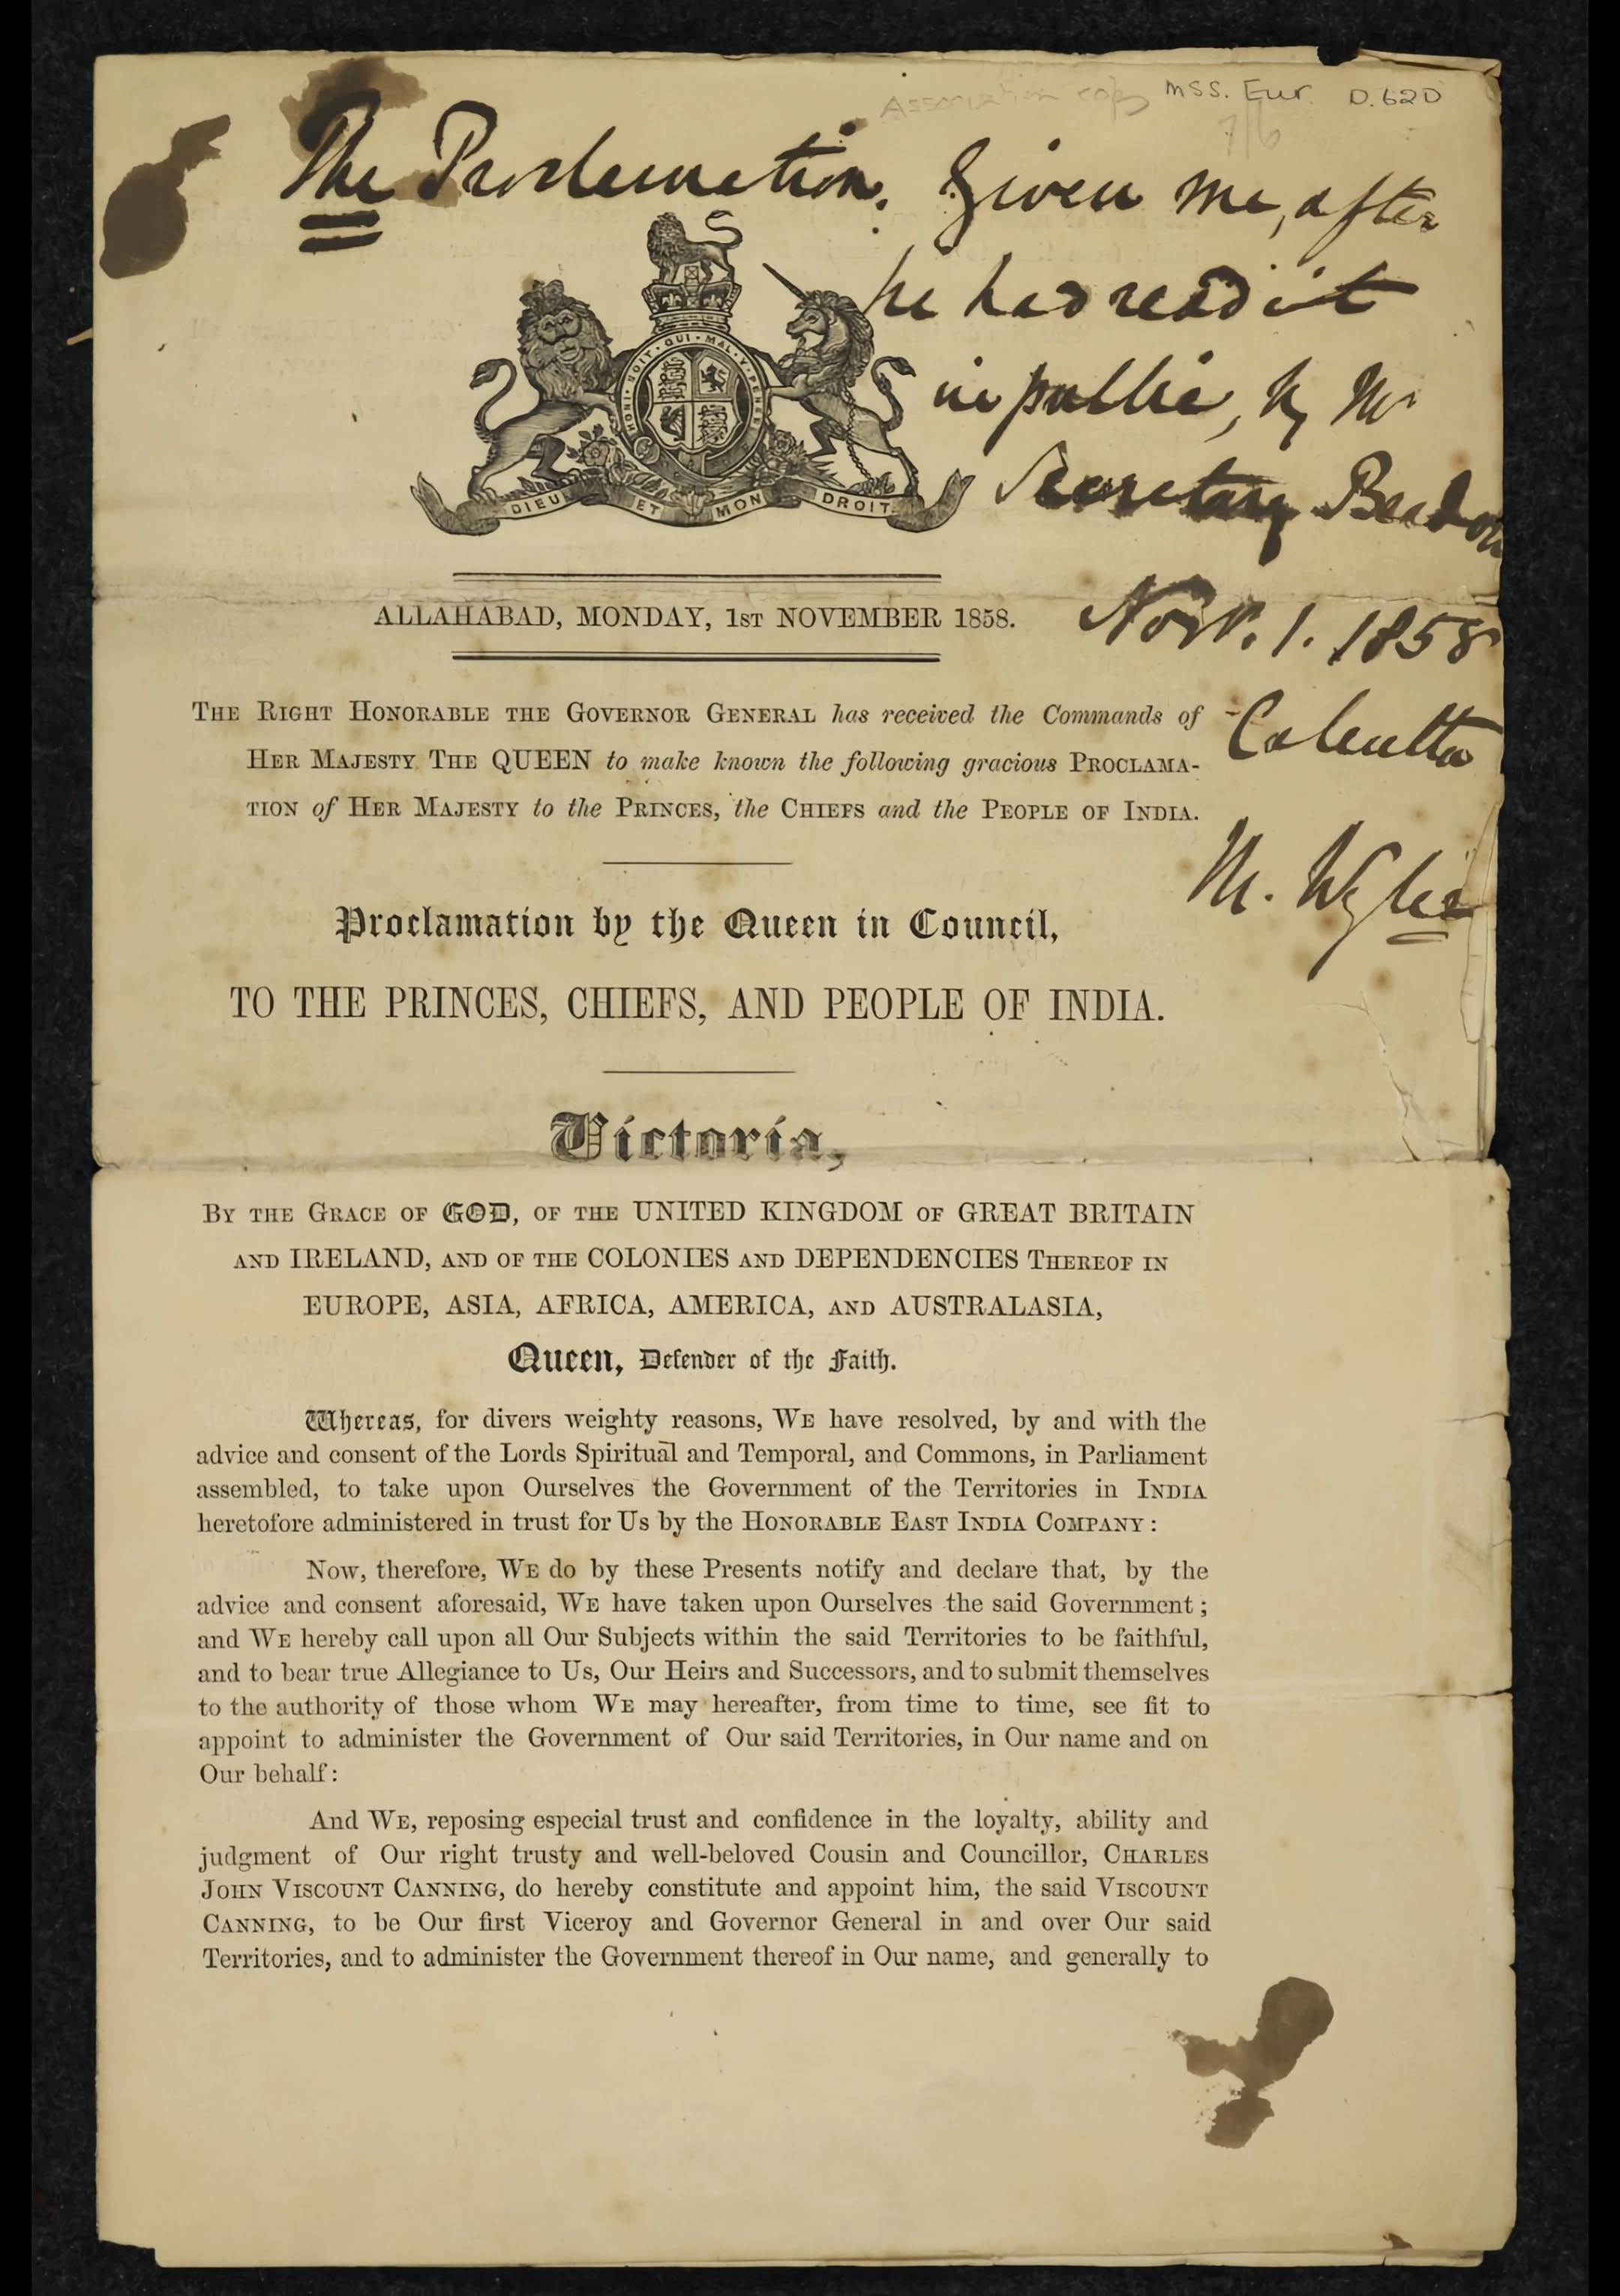 Association copy Mss. Eur. D.620
7/6
The Proclamation. Given me, after
he had read it
in public, by Mr
Secretary Beadon
Novr. 1. 1858
Calcutta
M. Wylie
HONI·SOIT·QUI·MAL·Y·PENSE
DIEU ET MON DROIT
ALLAHABAD, MONDAY, 1ST NOVEMBER 1858.
THE RIGHT HONORABLE THE GOVERNOR GENERAL has received the Commands of
HER MAJESTY THE QUEEN to make known the following gracious PROCLAMA-
TION of HER MAJESTY to the PRINCES, the CHIEFS and the PEOPLE OF INDIA.
Proclamation by the Queen in Council,
TO THE PRINCES, CHIEFS, AND PEOPLE OF INDIA.
Victoria,
BY THE GRACE OF GOD, OF THE UNITED KINGDOM OF GREAT BRITAIN
AND IRELAND, AND OF THE COLONIES AND DEPENDENCIES THEREOF IN
EUROPE, ASIA, AFRICA, AMERICA, AND AUSTRALASIA,
Queen, Defender of the Faith.
Whereas, for divers weighty reasons, WE have resolved, by and with the
advice and consent of the Lords Spiritual and Temporal, and Commons, in Parliament
assembled, to take upon Ourselves the Government of the Territories in INDIA
heretofore administered in trust for Us by the HONORABLE EAST INDIA COMPANY:
Now, therefore, WE do by these Presents notify and declare that, by the
advice and consent aforesaid, WE have taken upon Ourselves the said Government;
and WE hereby call upon all Our Subjects within the said Territories to be faithful,
and to bear true Allegiance to Us, Our Heirs and Successors, and to submit themselves
to the authority of those whom WE may hereafter, from time to time, see fit to
appoint to administer the Government of Our said Territories, in Our name and on
Our behalf:
And WE, reposing especial trust and confidence in the loyalty, ability and
judgment of Our right trusty and well-beloved Cousin and Councillor, CHARLES
JOHN VISCOUNT CANNING, do hereby constitute and appoint him, the said VISCOUNT
CANNING, to be Our first Viceroy and Governor General in and over Our said
Territories, and to administer the Government thereof in Our name, and generally to